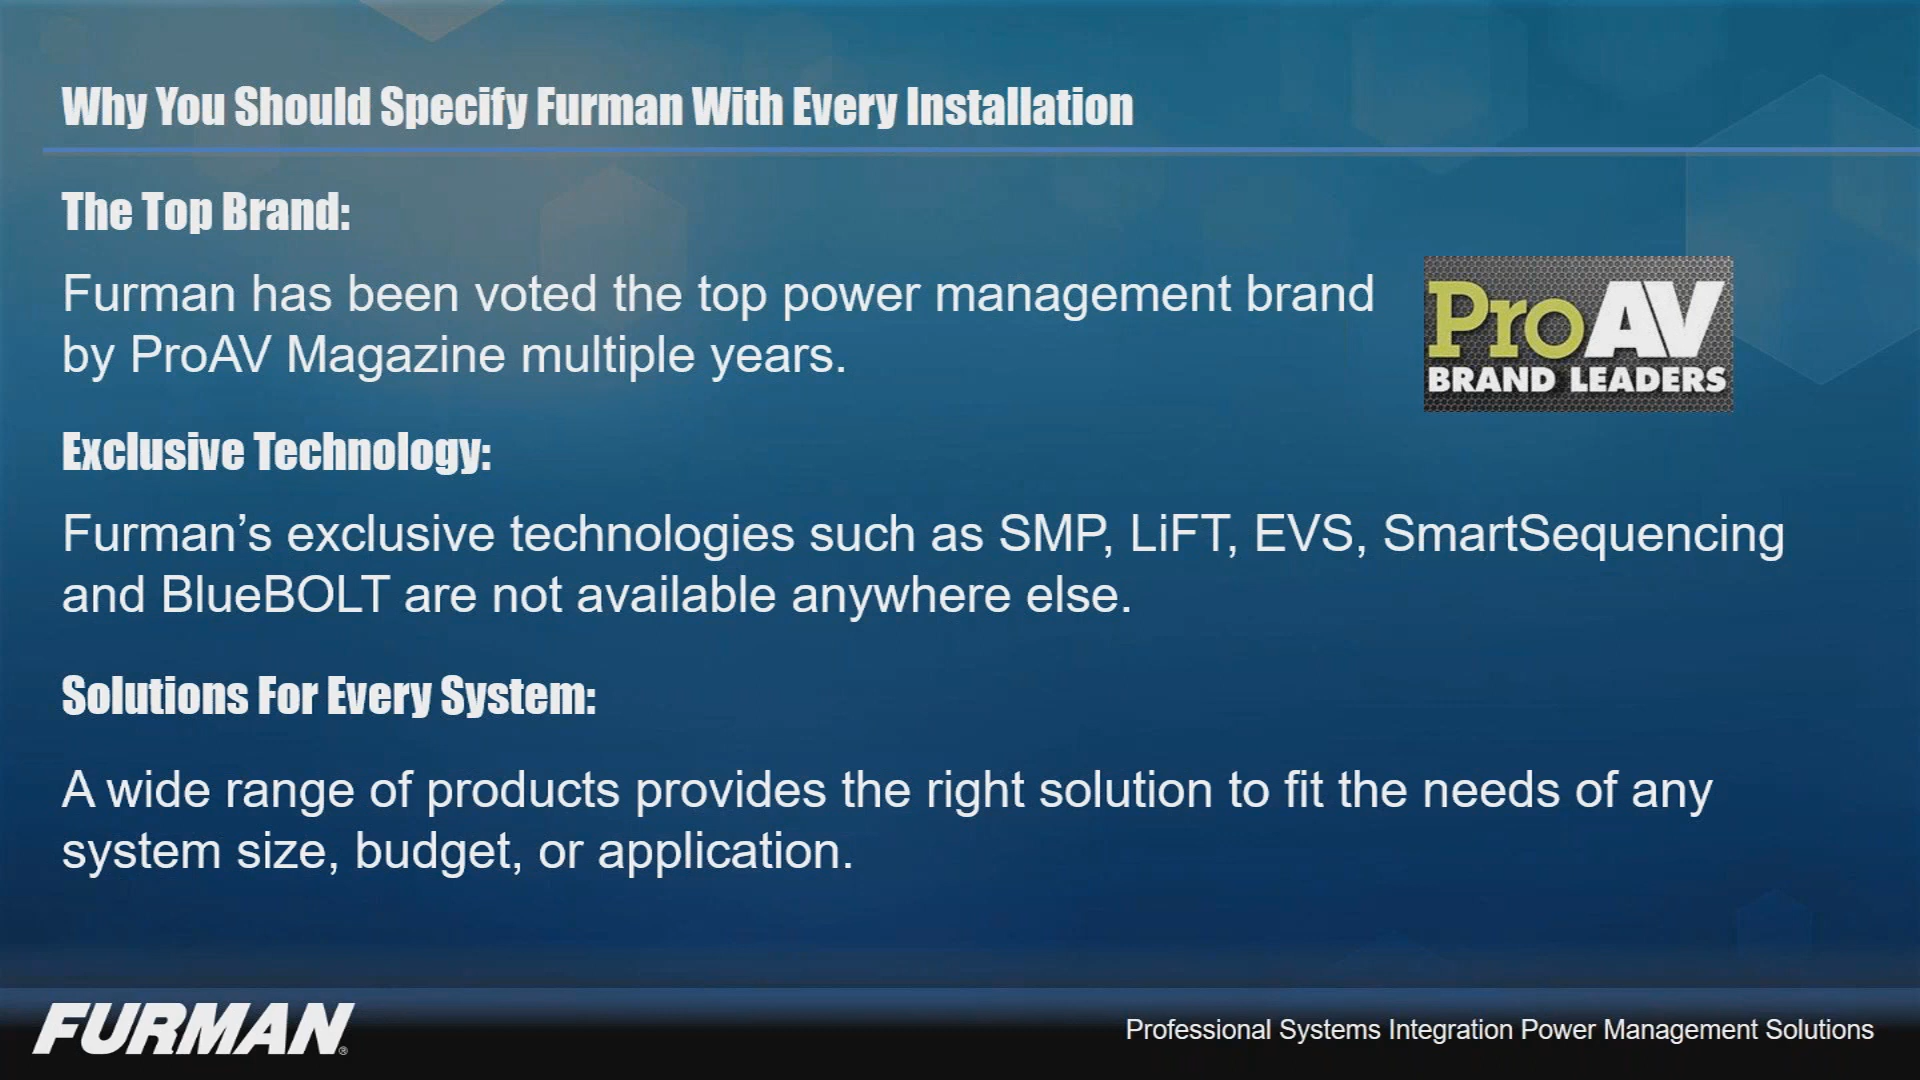 Why You Should Specify Furman With Every Installation
The Top Brand:
Furman has been voted the top power management brand
by ProAV Magazine multiple years.
ProAV
BRAND LEADERS
Exclusive Technology:
Furman’s exclusive technologies such as SMP, LiFT, EVS, SmartSequencing
and BlueBOLT are not available anywhere else.
Solutions For Every System:
A wide range of products provides the right solution to fit the needs of any
system size, budget, or application.
FURMAN®
Professional Systems Integration Power Management Solutions